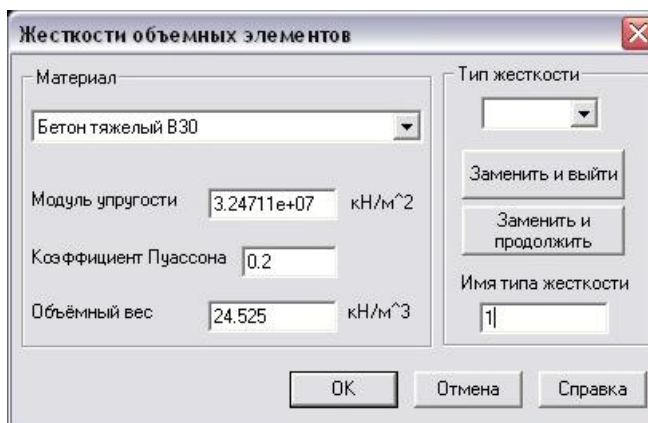 Жесткости объемных элементов
Материал
Бетон тяжелый В30
Модуль упругости 3.24711e+07 кН/м^2
Коэффициент Пуассона 0.2
Объёмный вес 24.525 кН/м^3
Тип жесткости
Заменить и выйти
Заменить и
продолжить
Имя типа жесткости
1
ОК Отмена Справка